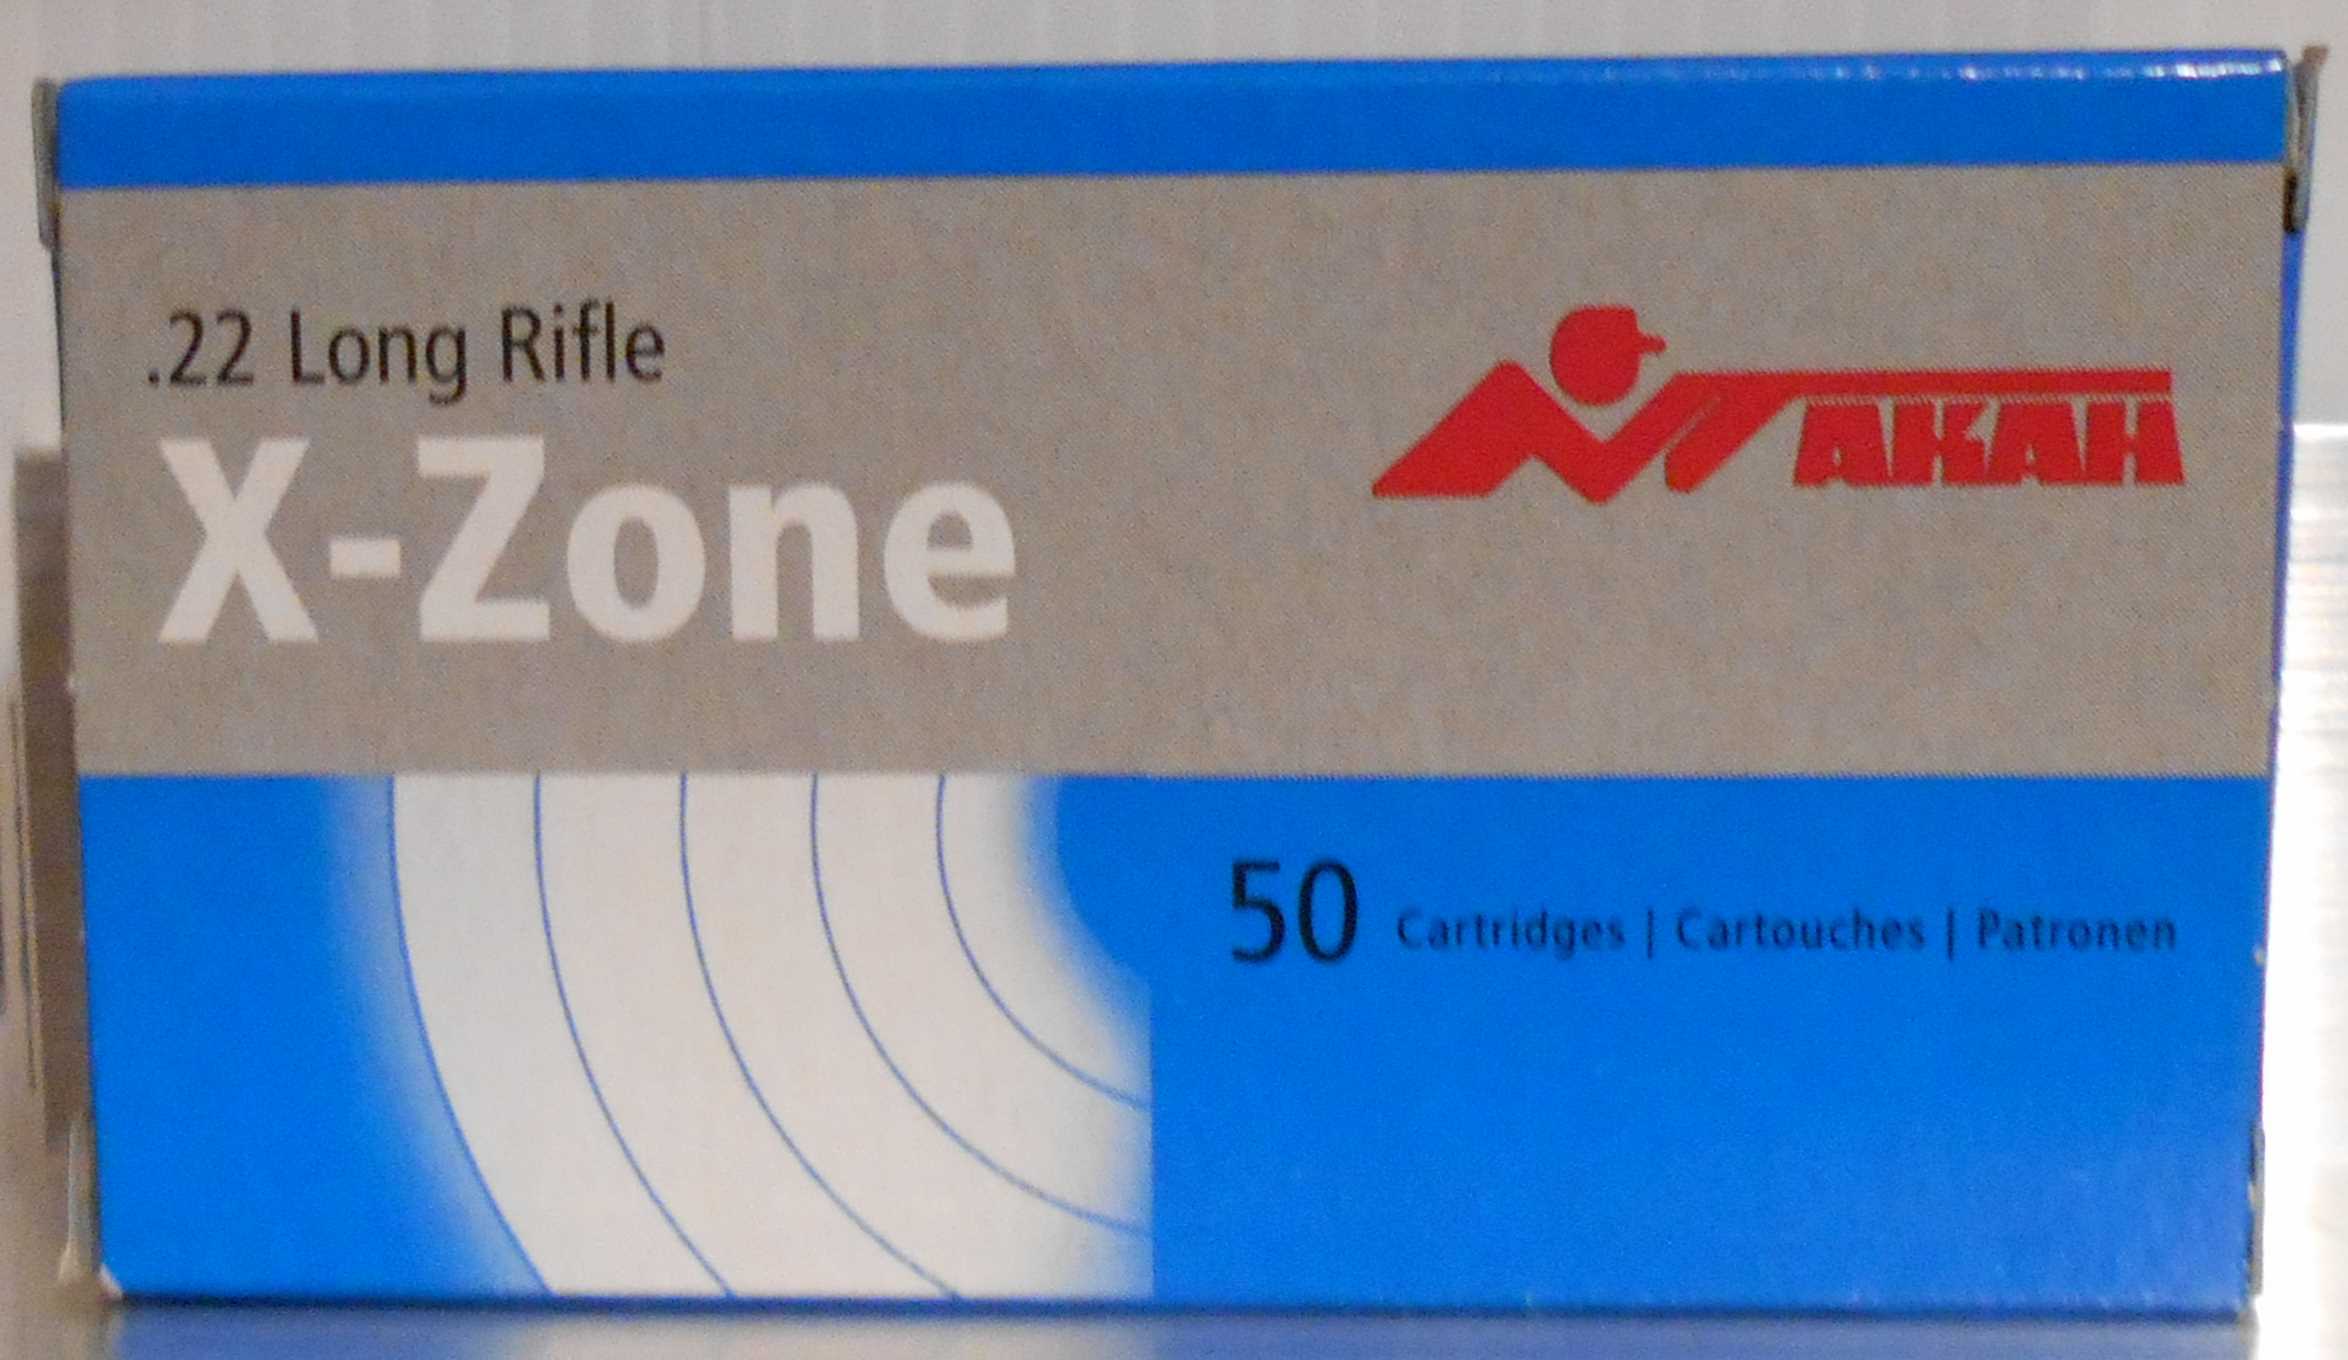 .22 Long Rifle
X-Zone
AKAH
50 Cartridges | Cartouches | Patronen